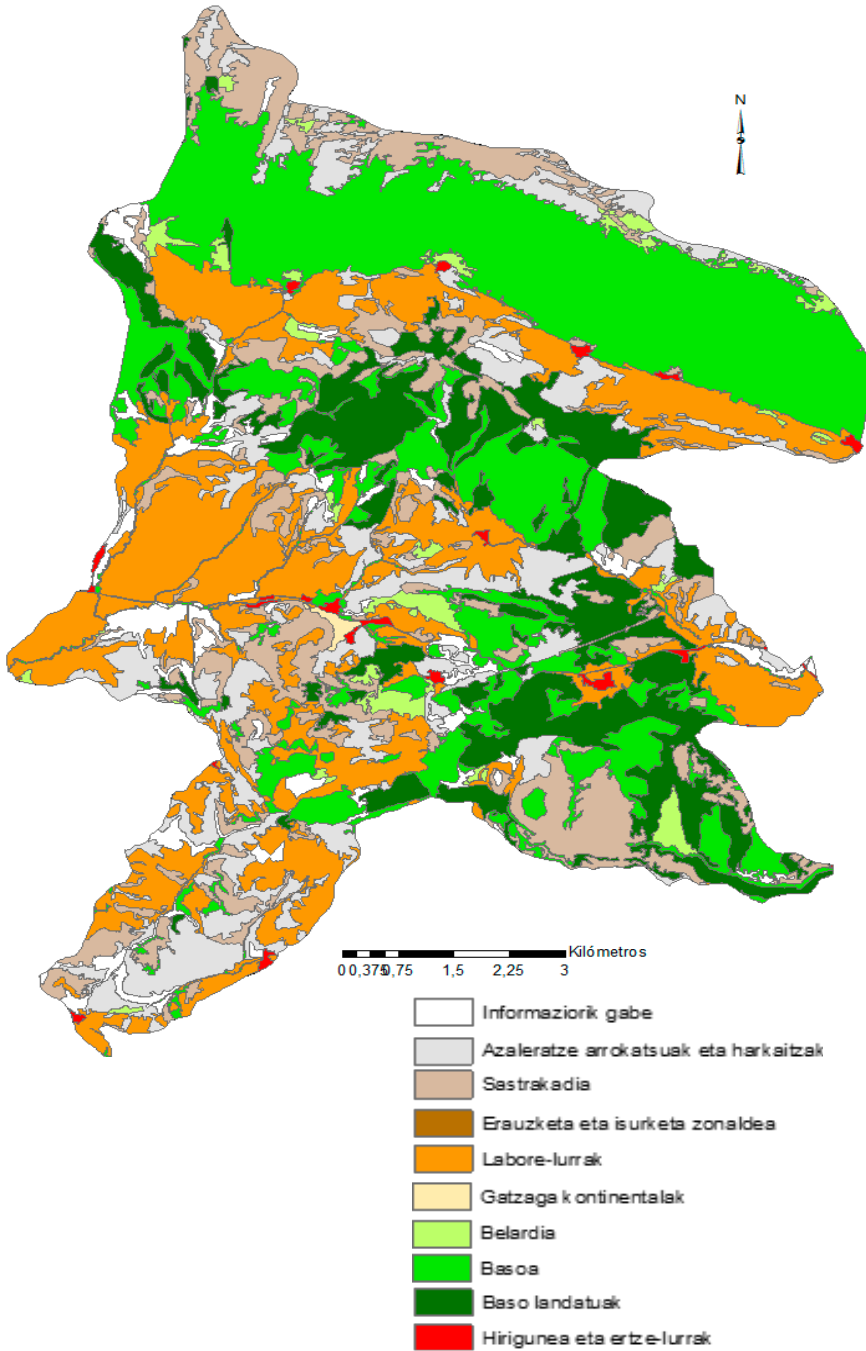 N
Kilómetros
0 0,375 0,75 1,5 2,25 3
Informaziorik gabe
Azaleratze arrokatsuak eta harkaitzak
Sastrakadia
Erauzketa eta isurketa zonaldea
Labore-lurrak
Gatzaga kontinentalak
Belardia
Basoa
Baso landatuak
Hirigunea eta ertze-lurrak